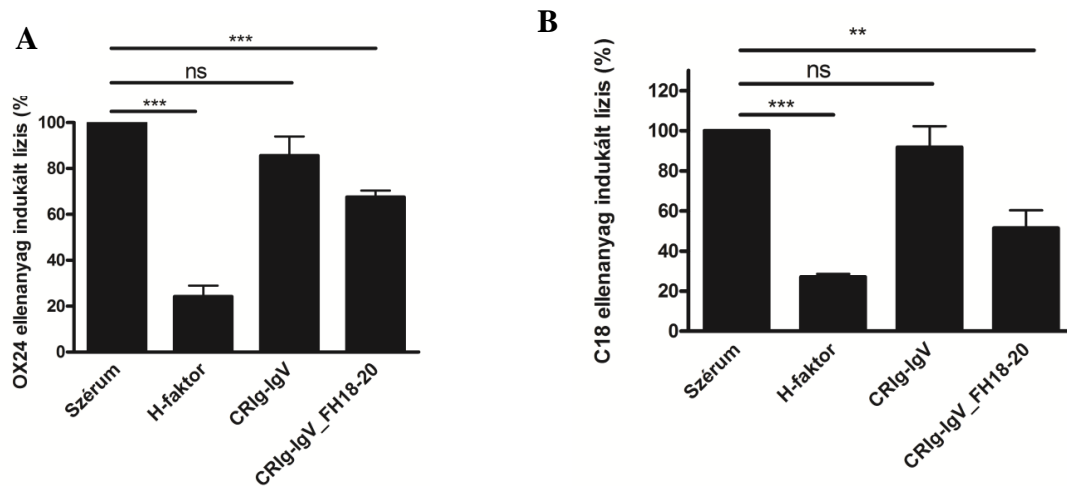 A
***
ns
***
OX24 ellenanyag indukált lízis (%
100
80
60
40
20
0
Szérum
H-faktor
CRIg-IgV
CRIg-IgV_FH18-20
B
**
ns
***
C18 ellenanyag indukált lízis (%)
120
100
80
60
40
20
0
Szérum
H-faktor
CRIg-IgV
CRIg-IgV_FH18-20